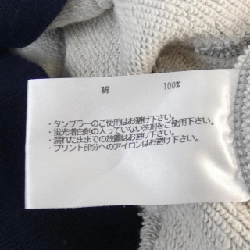 綿 100%
・タンブラーのご使用はお避け下さい。
・蛍光増白剤の入っていない洗剤をご使用下さい。
・濡れたままでの放置はお避け下さい。
・プリント部分へのアイロンはお避け下さい。